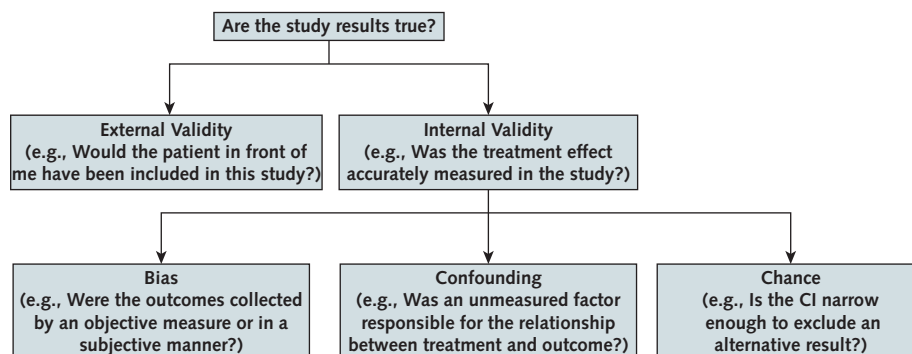 Are the study results true?
External Validity
(e.g., Would the patient in front of
me have been included in this study?)
Internal Validity
(e.g., Was the treatment effect
accurately measured in the study?)
Bias
(e.g., Were the outcomes collected
by an objective measure or in a
subjective manner?)
Confounding
(e.g., Was an unmeasured factor
responsible for the relationship
between treatment and outcome?)
Chance
(e.g., Is the CI narrow
enough to exclude an
alternative result?)